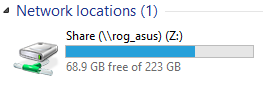 Network locations (1)
Share (\\rog_asus) (Z:)
68.9 GB free of 223 GB